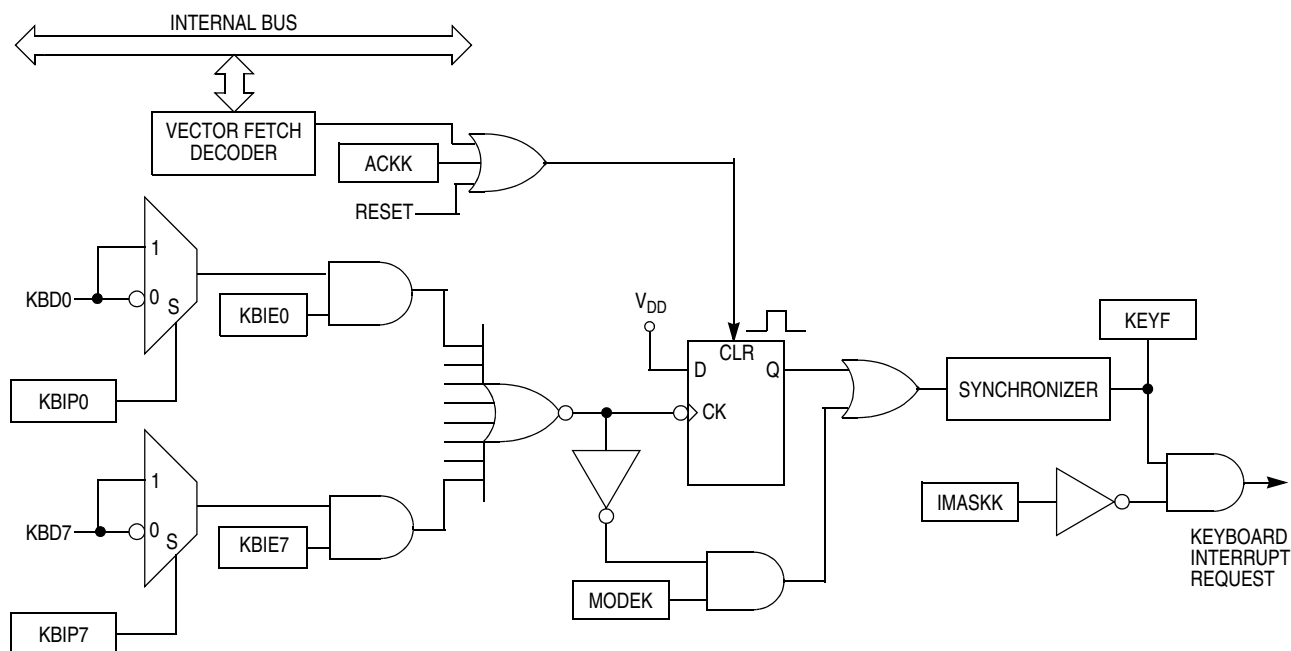 INTERNAL BUS
VECTOR FETCH
DECODER
ACKK
RESET
1
KBD0
0
S
KBIE0
KBIP0
V_DD
CLR
D
Q
CK
KEYF
SYNCHRONIZER
1
KBD7
0
S
KBIE7
KBIP7
MODEK
IMASKK
KEYBOARD
INTERRUPT
REQUEST